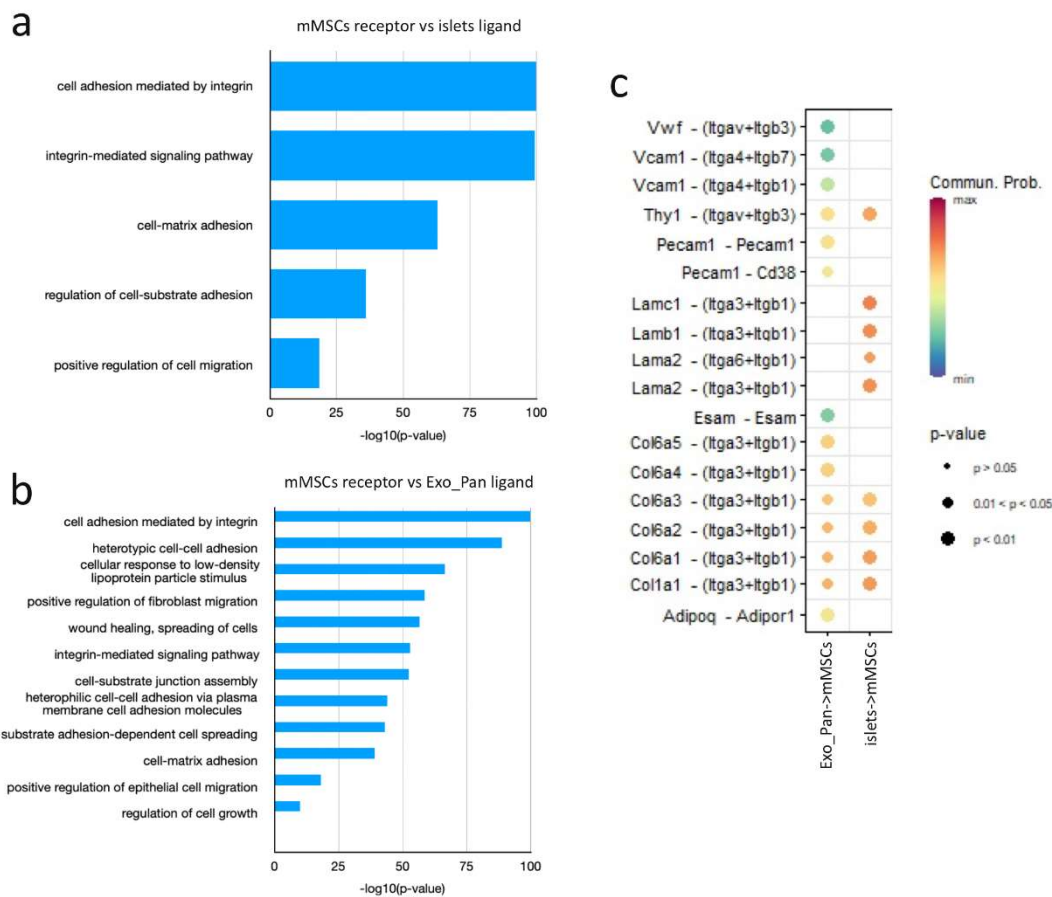 a
mMSCs receptor vs islets ligand
0
25
50
75
100
cell adhesion mediated by integrin
integrin-mediated signaling pathway
cell-matrix adhesion
regulation of cell-substrate adhesion
positive regulation of cell migration
0
25
50
75
100
-log10(p-value)
b
mMSCs receptor vs Exo_Pan ligand
cell adhesion mediated by integrin
heterotypic cell-cell adhesion
cellular response to low-density
lipoprotein particle stimulus
positive regulation of fibroblast migration
wound healing, spreading of cells
integrin-mediated signaling pathway
cell-substrate junction assembly
heterophilic cell-cell adhesion via plasma
membrane cell adhesion molecules
substrate adhesion-dependent cell spreading
cell-matrix adhesion
positive regulation of epithelial cell migration
regulation of cell growth
0
25
50
75
100
-log10(p-value)
c
Vwf - (Itgav+Itgb3)
Vcam1 - (Itga4+Itgb7)
Vcam1 - (Itga4+Itgb1)
Thy1 - (Itgav+Itgb3)
Pecam1 - Pecam1
Pecam1 - Cd38
Lamc1 - (Itga3+Itgb1)
Lamb1 - (Itga3+Itgb1)
Lama2 - (Itga6+Itgb1)
Lama2 - (Itga3+Itgb1)
Esam - Esam
Col6a5 - (Itga3+Itgb1)
Col6a4 - (Itga3+Itgb1)
Col6a3 - (Itga3+Itgb1)
Col6a2 - (Itga3+Itgb1)
Col6a1 - (Itga3+Itgb1)
Col1a1 - (Itga3+Itgb1)
Adipoq - Adipor1
Exo_Pan->mMSCs
islets->mMSCs
Commun. Prob.
max
min
p-value
p > 0.05
0.01 < p < 0.05
p < 0.01